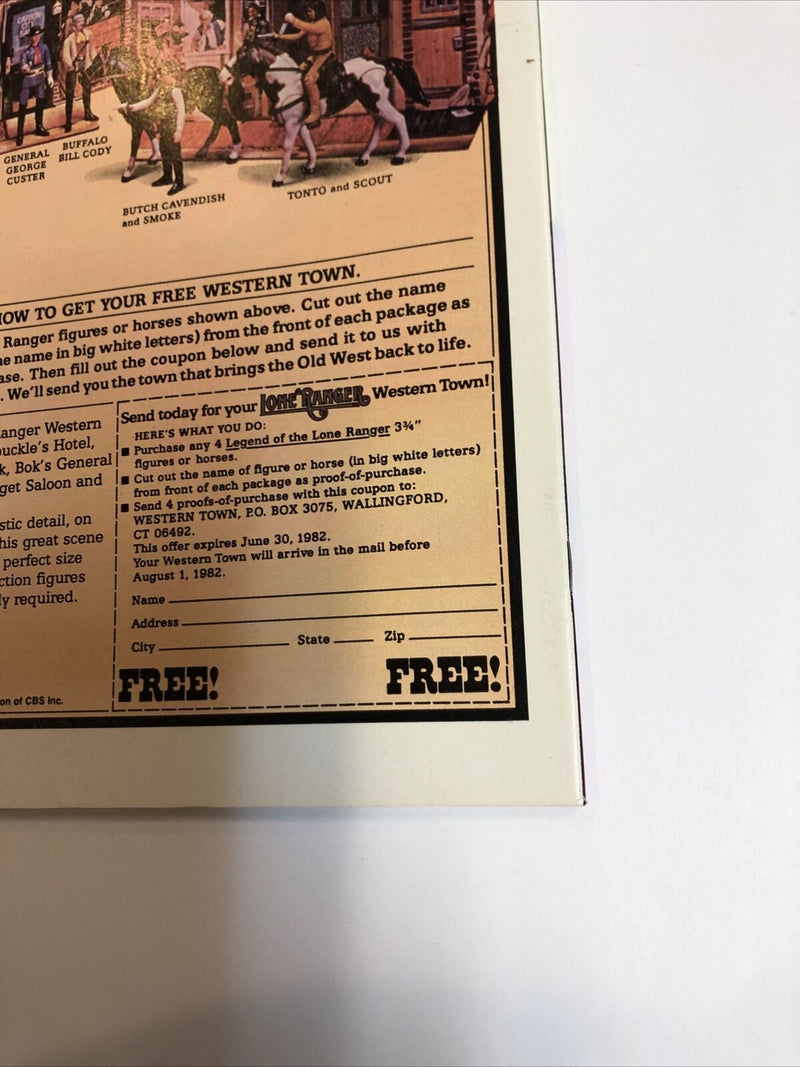 CARSON
CITY
GENERAL
GEORGE
CUSTER
BUFFALO
BILL CODY
BUTCH CAVENDISH
and SMOKE
TONTO and SCOUT
HOW TO GET YOUR FREE WESTERN TOWN.
Ranger figures or horses shown above. Cut out the name
name in big white letters) from the front of each package as
Then fill out the coupon below and send it to us with
. We'll send you the town that brings the Old West back to life.
anger Western
uckle's Hotel,
k, Bok's General
get Saloon and
stic detail, on
his great scene
perfect size
ction figures
y required.
on of CBS Inc.
Send today for your LONE RANGER Western Town!
HERE'S WHAT YOU DO:
■ Purchase any 4 Legend of the Lone Ranger 3¾"
figures or horses.
■ Cut out the name of figure or horse (in big white letters)
from front of each package as proof-of-purchase.
■ Send 4 proofs-of-purchase with this coupon to:
WESTERN TOWN, P.O. BOX 3075, WALLINGFORD,
CT 06492.
This offer expires June 30, 1982.
Your Western Town will arrive in the mail before
August 1, 1982.
Name
Address
City State Zip
FREE! FREE!